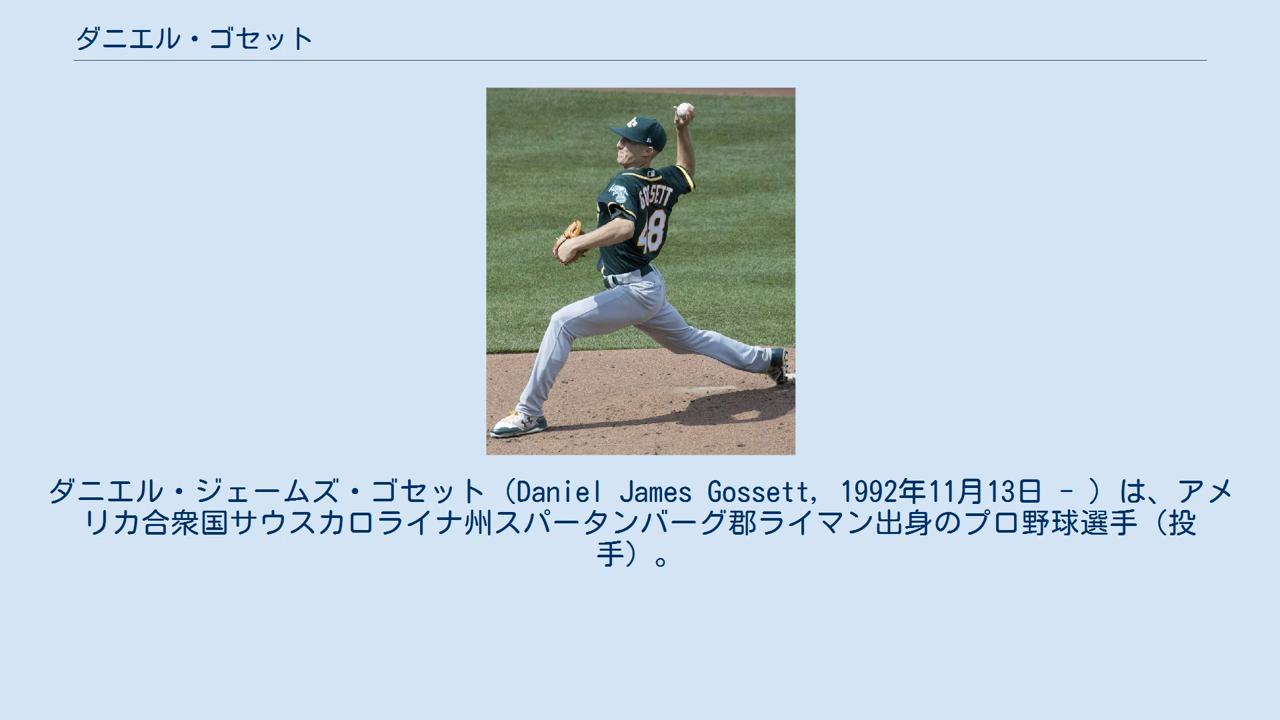 ダニエル・ゴセット
GOSSETT
48
ダニエル・ジェームズ・ゴセット（Daniel James Gossett, 1992年11月13日 - ）は、アメ
リカ合衆国サウスカロライナ州スパータンバーグ郡ライマン出身のプロ野球選手（投
手）。